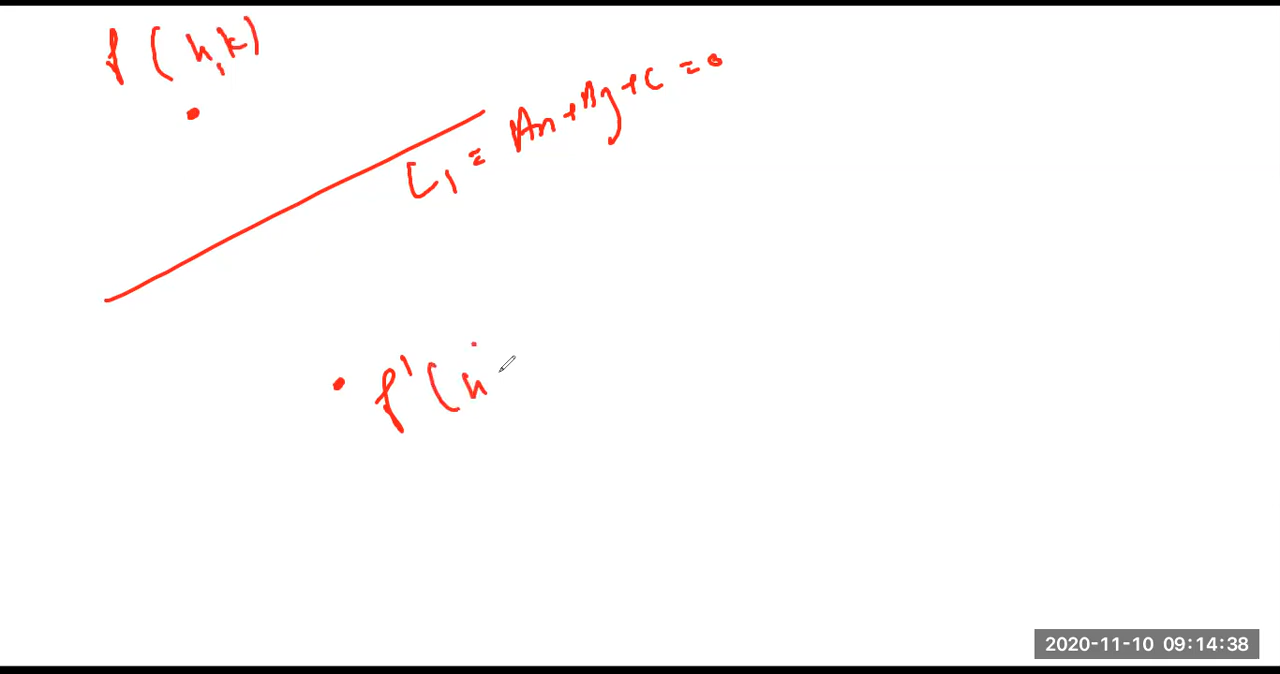 P (h,k)
L₁ = Ax+By+C = 0
P' (h
2020-11-10 09:14:38